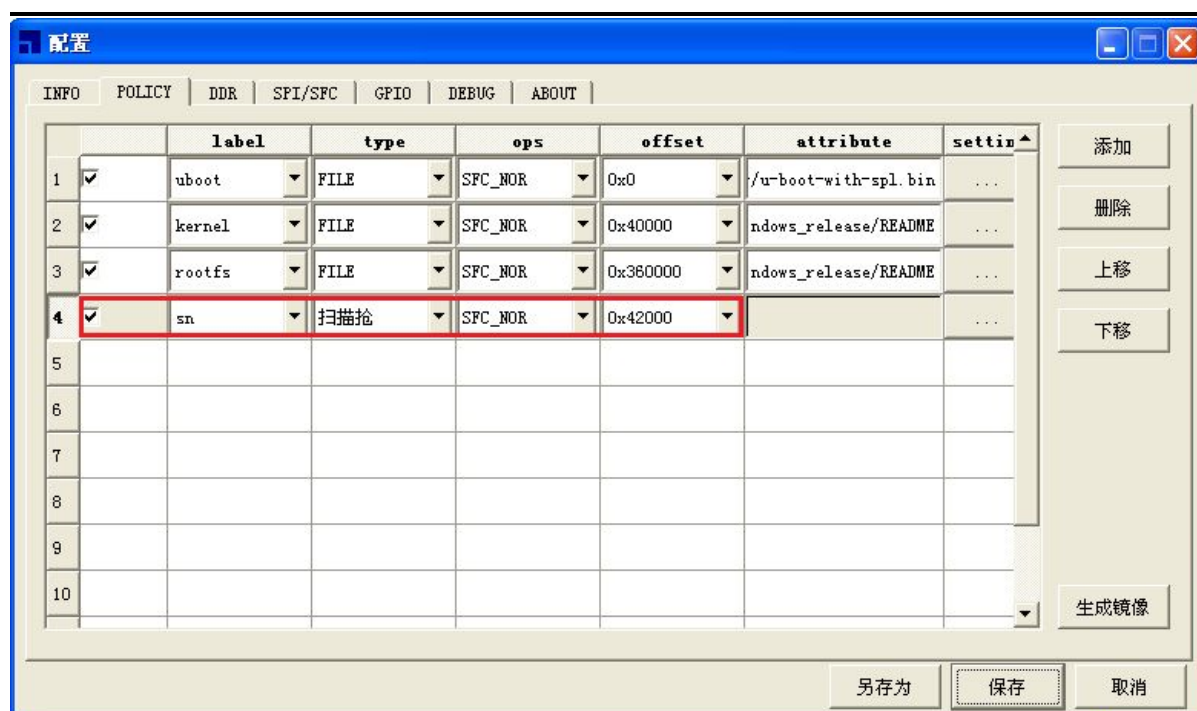 配置
INFO POLICY DDR SPI/SFC GPIO DEBUG ABOUT
label type ops offset attribute settin
1 uboot FILE SFC_NOR 0x0 /u-boot-with-spl.bin ...
2 kernel FILE SFC_NOR 0x40000 ndows_release/README ...
3 rootfs FILE SFC_NOR 0x360000 ndows_release/README ...
4 sn 扫描抢 SFC_NOR 0x42000 ...
5
6
7
8
9
10
添加
删除
上移
下移
生成镜像
另存为 保存 取消